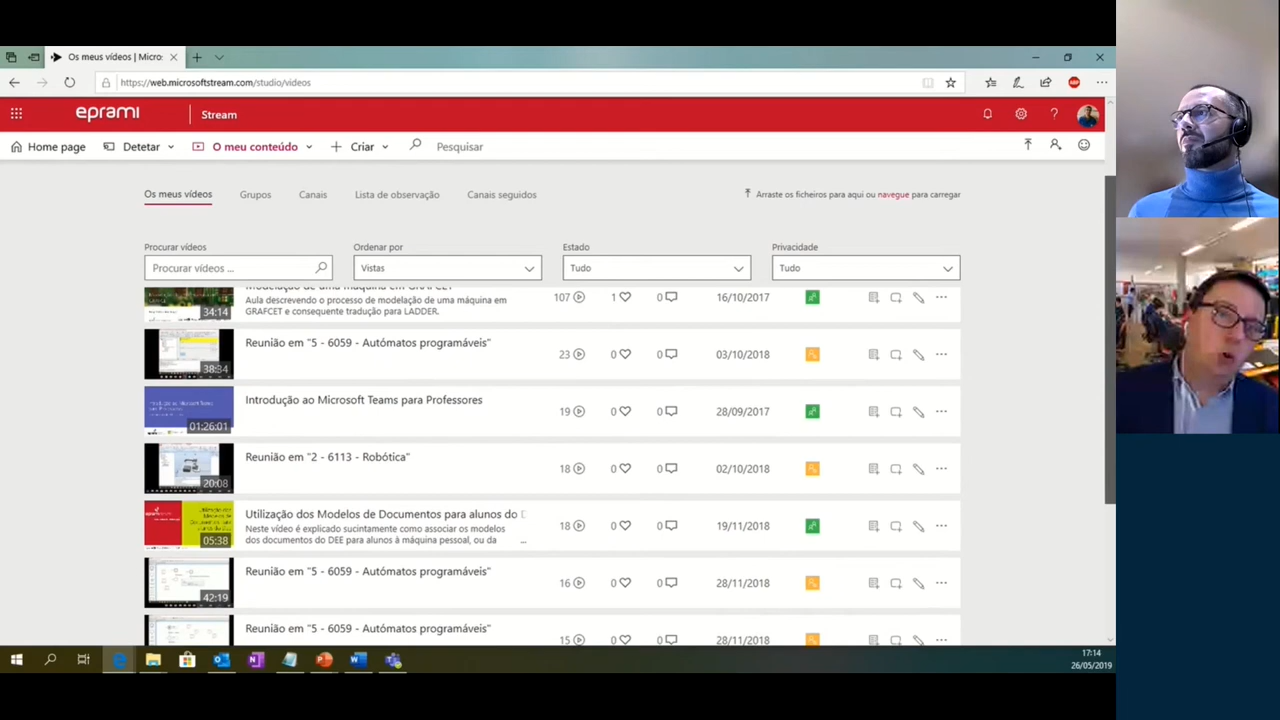 Os meus vídeos | Micro:
https://web.microsoftstream.com/studio/videos
eprami
Stream
Home page
Detetar
O meu conteúdo
Criar
Pesquisar
Os meus vídeos
Grupos
Canais
Lista de observação
Canais seguidos
Arraste os ficheiros para aqui ou navegue para carregar
Procurar vídeos
Ordenar por
Estado
Privacidade
Procurar vídeos ...
Vistas
Tudo
Tudo
Modelação de uma máquina em GRAFCET
Aula descrevendo o processo de modelação de uma máquina em
GRAFCET e consequente tradução para LADDER.
34:14
107
1
0
16/10/2017
Reunião em "5 - 6059 - Autómatos programáveis"
38:34
23
0
0
03/10/2018
Introdução ao Microsoft Teams para Professores
01:26:01
19
0
0
28/09/2017
Reunião em "2 - 6113 - Robótica"
20:08
18
0
0
02/10/2018
Utilização dos Modelos de Documentos para alunos do D
Neste vídeo é explicado sucintamente como associar os modelos
dos documentos do DEE para alunos à máquina pessoal, ou da ...
05:38
18
0
0
19/11/2018
Reunião em "5 - 6059 - Autómatos programáveis"
42:19
16
0
0
28/11/2018
Reunião em "5 - 6059 - Autómatos programáveis"
15
0
0
28/11/2018
17:14
26/05/2019